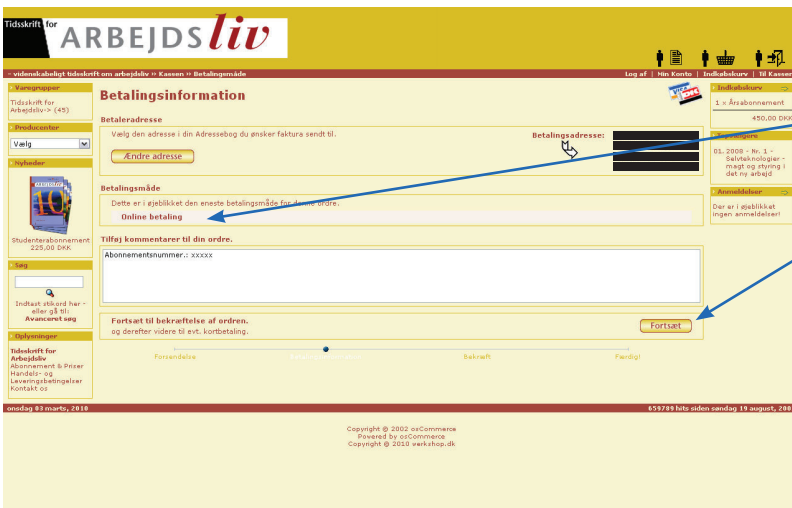 Tidsskrift for
ARBEJDSliv
- videnskabeligt tidsskrift om arbejdsliv » Kassen » Betalingsmåde
Log af | Min Konto | Indkøbskurv | Til Kassen
Varegrupper
Tidsskrift for
Arbejdsliv-> (45)
Producenter
Vælg
Nyheder
ARBEJDSLIV
10
Studenterabonnement
225,00 DKK
Søg
Indtast stikord her -
eller gå til:
Avanceret søg
Oplysninger
Tidsskrift for
Arbejdsliv
Abonnement & Priser
Handels- og
Leveringsbetingelser
Kontakt os
Betalingsinformation
VISA
DK
Betaleradresse
Vælg den adresse i din Adressebog du ønsker faktura sendt til.
Ændre adresse
Betalingsadresse:
Betalingsmåde
Dette er i øjeblikket den eneste betalingsmåde for denne ordre.
Online betaling
Tilføj kommentarer til din ordre.
Abonnementsnummer.: xxxxx
Fortsæt til bekræftelse af ordren.
og derefter videre til evt. kortbetaling.
Fortsæt
Forsendelse
Bekræft
Færdig!
Indkøbskurv
1 x Årsabonnement
450,00 DKK
01. 2008 - Nr. 1 -
Selvteknologier -
magt og styring i
det ny arbejd
Anmeldelser
Der er i øjeblikket
ingen anmeldelser!
onsdag 03 marts, 2010
659789 hits siden søndag 19 august, 200
Copyright © 2002 osCommerce
Powered by osCommerce
Copyright © 2010 werkshop.dk